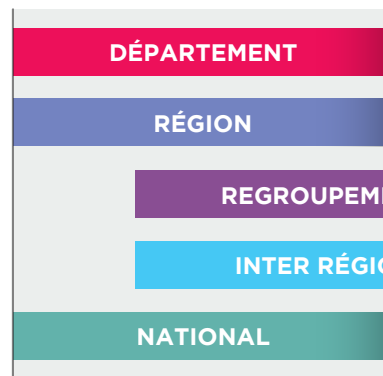 DÉPARTEMENT
RÉGION
REGROUPEM
INTER RÉGIO
NATIONAL